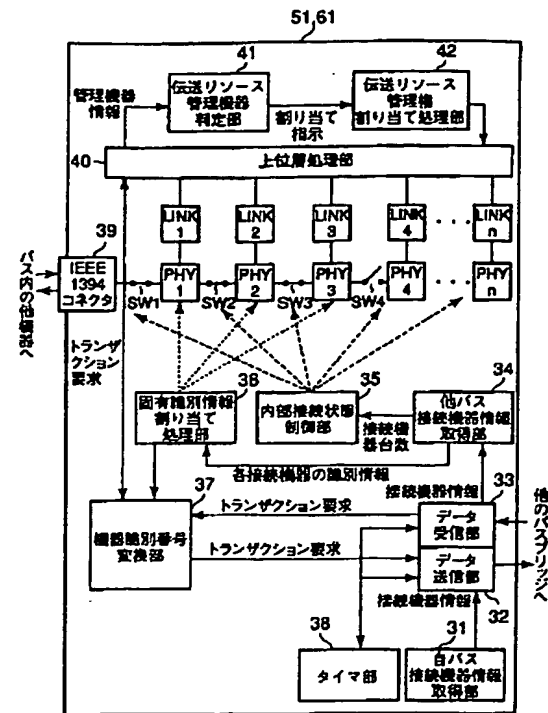 51,61
41
42
管理機器
情報
伝送リソース
管理機器
判定部
割り当て
指示
伝送リソース
管理機
割り当て処理部
40
上位層処理部
39
LINK
1
LINK
2
LINK
3
LINK
4
LINK
n
IEEE
1394
コネクタ
PHY
1
PHY
2
PHY
3
PHY
4
PHY
n
SW1
SW2
SW3
SW4
バス内の他機器へ
トランザ
クション
要求
36
35
34
固有識別情報
割り当て
処理部
内部接続状態
制御部
接続機
器台数
他バス
接続機器情報
取得部
各接続機器の識別情報
37
接続機器情報
33
トランザクション要求
機器識別番号
変換部
データ
受信部
他のバスブリッジへ
トランザクション要求
データ
送信部
接続機器情報
32
38
31
タイマ部
自バス
接続機器情報
取得部